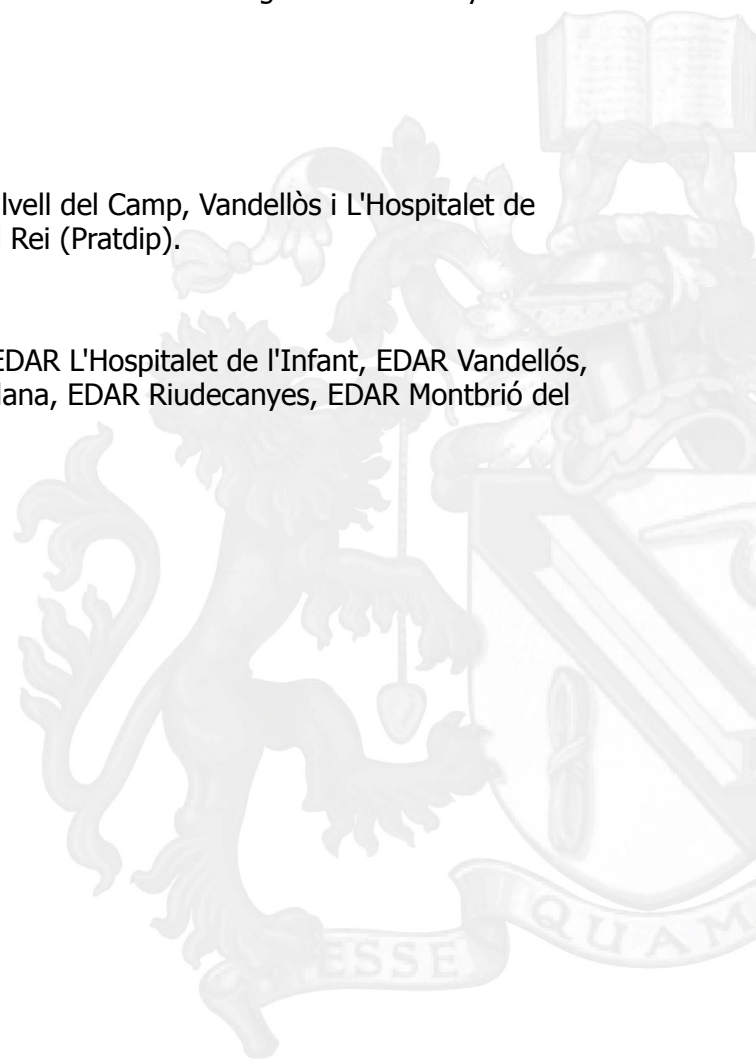 lvell del Camp, Vandellòs i L'Hospitalet de
Rei (Pratdip).
EDAR L'Hospitalet de l'Infant, EDAR Vandellós,
lana, EDAR Riudecanyes, EDAR Montbrió del
ESSE QUAM